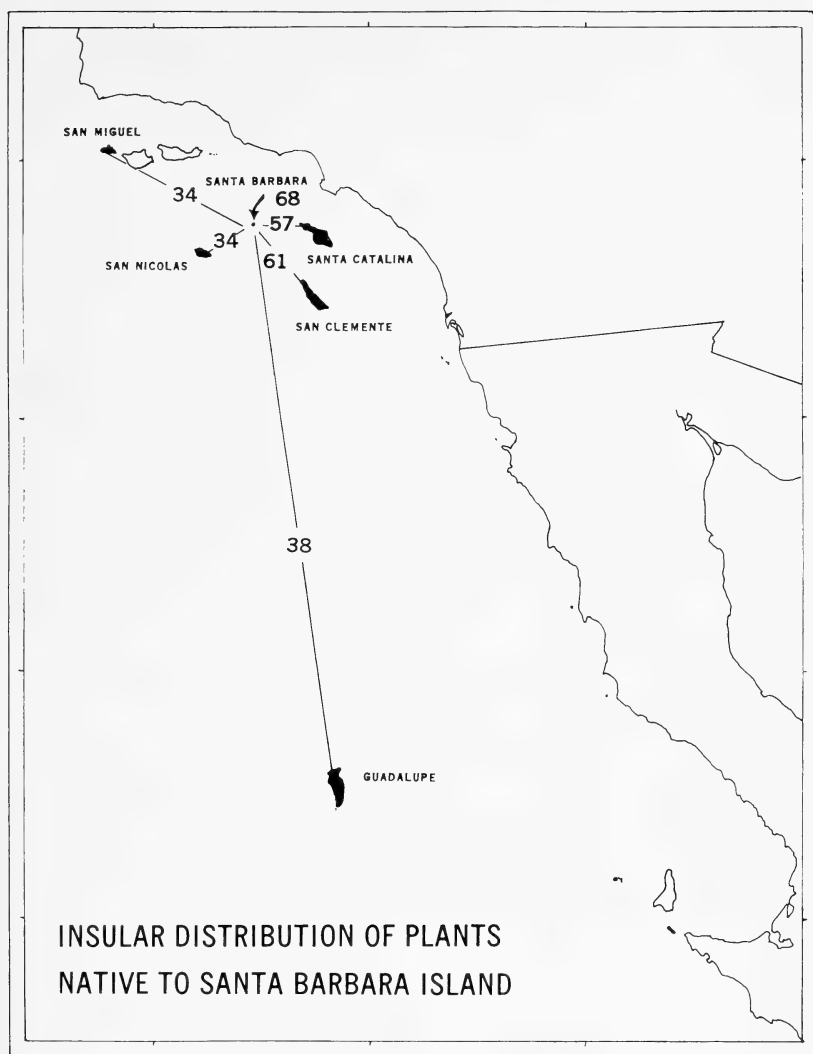 SAN MIGUEL
34
SANTA BARBARA
68
57
34
SAN NICOLAS
61
SANTA CATALINA
SAN CLEMENTE
38
GUADALUPE
INSULAR DISTRIBUTION OF PLANTS
NATIVE TO SANTA BARBARA ISLAND